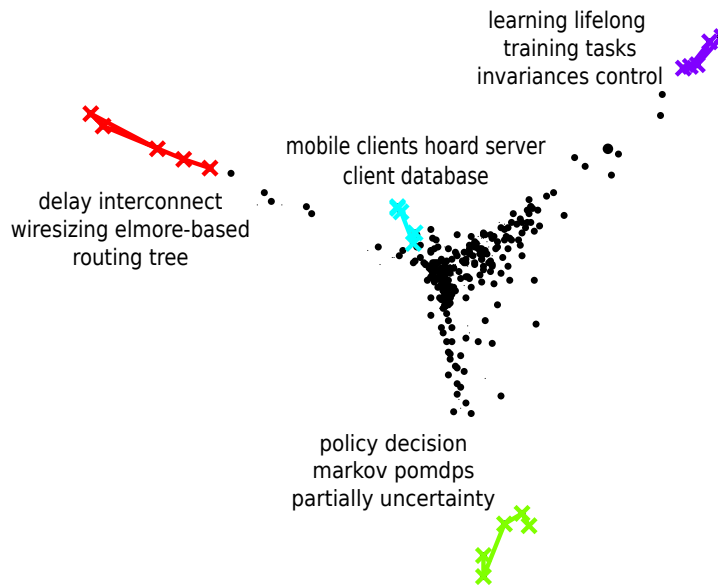 learning lifelong
training tasks
invariances control
mobile clients hoard server
client database
delay interconnect
wiresizing elmore-based
routing tree
policy decision
markov pomdps
partially uncertainty